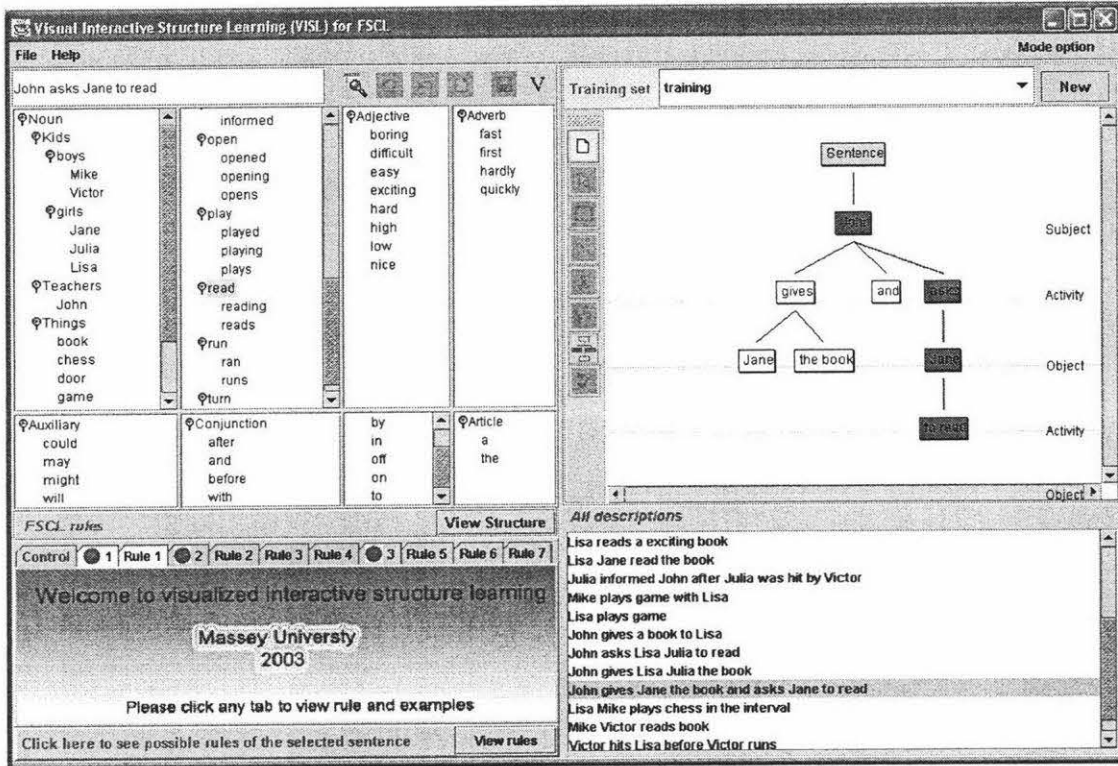 Visual Interactive Structure Learning (VISL) for FSCL
File Help
Mode option
John asks Jane to read
V
Noun
Kids
boys
Mike
Victor
girls
Jane
Julia
Lisa
Teachers
John
Things
book
chess
door
game
informed
open
opened
opening
opens
play
played
playing
plays
read
reading
reads
run
ran
runs
turn
Adjective
boring
difficult
easy
exciting
hard
high
low
nice
Adverb
fast
first
hardly
quickly
Auxiliary
could
may
might
will
Conjunction
after
and
before
with
by
in
off
on
to
Article
a
the
FSCL rules
View Structure
Control 1 Rule 1 2 Rule 2 Rule 3 Rule 4 3 Rule 5 Rule 6 Rule 7
Welcome to visualized interactive structure learning
Massey Universty
2003
Please click any tab to view rule and examples
Click here to see possible rules of the selected sentence View rules
Training set training New
Sentence
John Subject
gives and asks Activity
Jane the book Jane Object
to read Activity
Object
All descriptions
Lisa reads a exciting book
Lisa Jane read the book
Julia informed John after Julia was hit by Victor
Mike plays game with Lisa
Lisa plays game
John gives a book to Lisa
John asks Lisa Julia to read
John gives Lisa Julia the book
John gives Jane the book and asks Jane to read
Lisa Mike plays chess in the interval
Mike Victor reads book
Victor hits Lisa before Victor runs